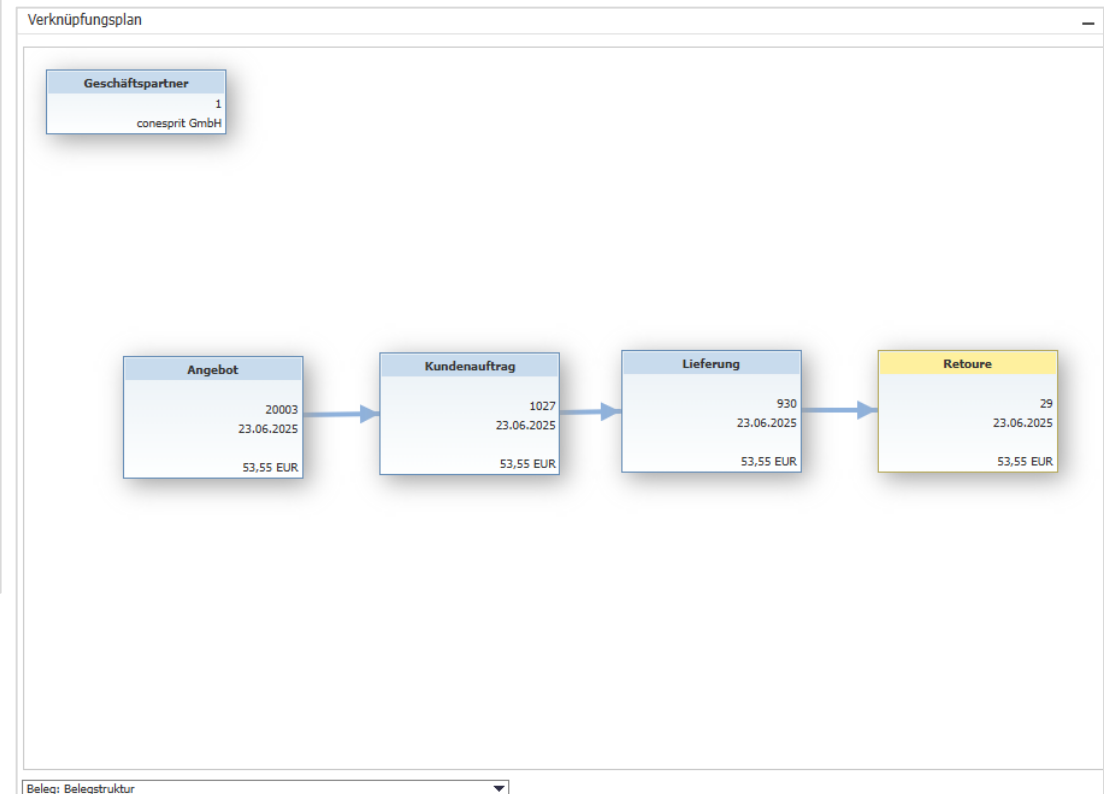 Verknüpfungsplan
Geschäftspartner
1
conesprit GmbH
Angebot
20003
23.06.2025
53,55 EUR
Kundenauftrag
1027
23.06.2025
53,55 EUR
Lieferung
930
23.06.2025
53,55 EUR
Retoure
29
23.06.2025
53,55 EUR
Beleg: Belegstruktur